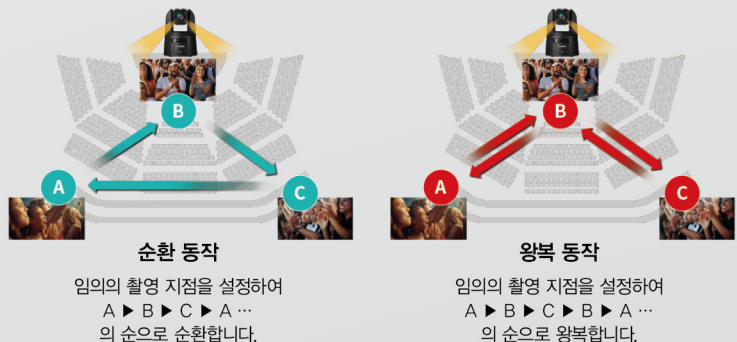 B
A
C
순환 동작
임의의 촬영 지점을 설정하여
A ▶ B ▶ C ▶ A ···
의 순으로 순환합니다.
B
A
C
왕복 동작
임의의 촬영 지점을 설정하여
A ▶ B ▶ C ▶ B ▶ A ···
의 순으로 왕복합니다.